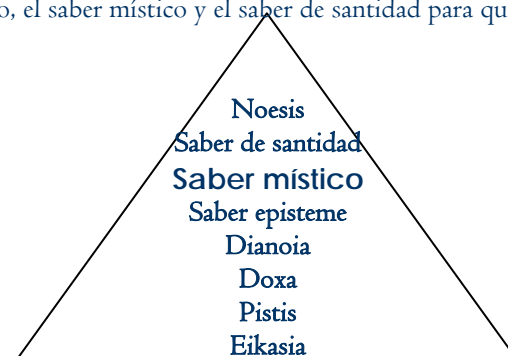 o, el saber místico y el saber de santidad para qu
Noesis
Saber de santidad
Saber místico
Saber episteme
Dianoia
Doxa
Pistis
Eikasia